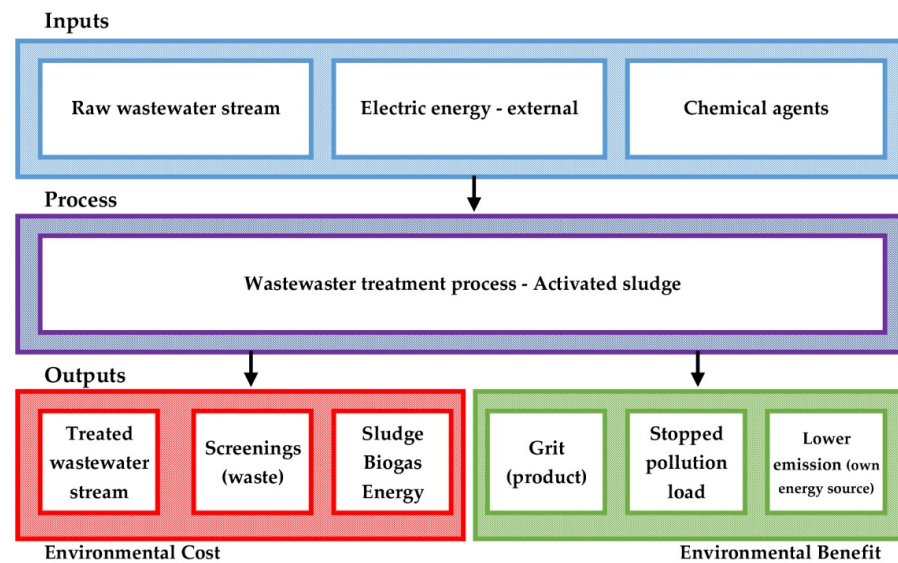 Inputs
Raw wastewater stream
Electric energy - external
Chemical agents
Process
Wastewaster treatment process - Activated sludge
Outputs
Treated
wastewater
stream
Screenings
(waste)
Sludge
Biogas
Energy
Grit
(product)
Stopped
pollution
load
Lower
emission (own
energy source)
Environmental Cost
Environmental Benefit